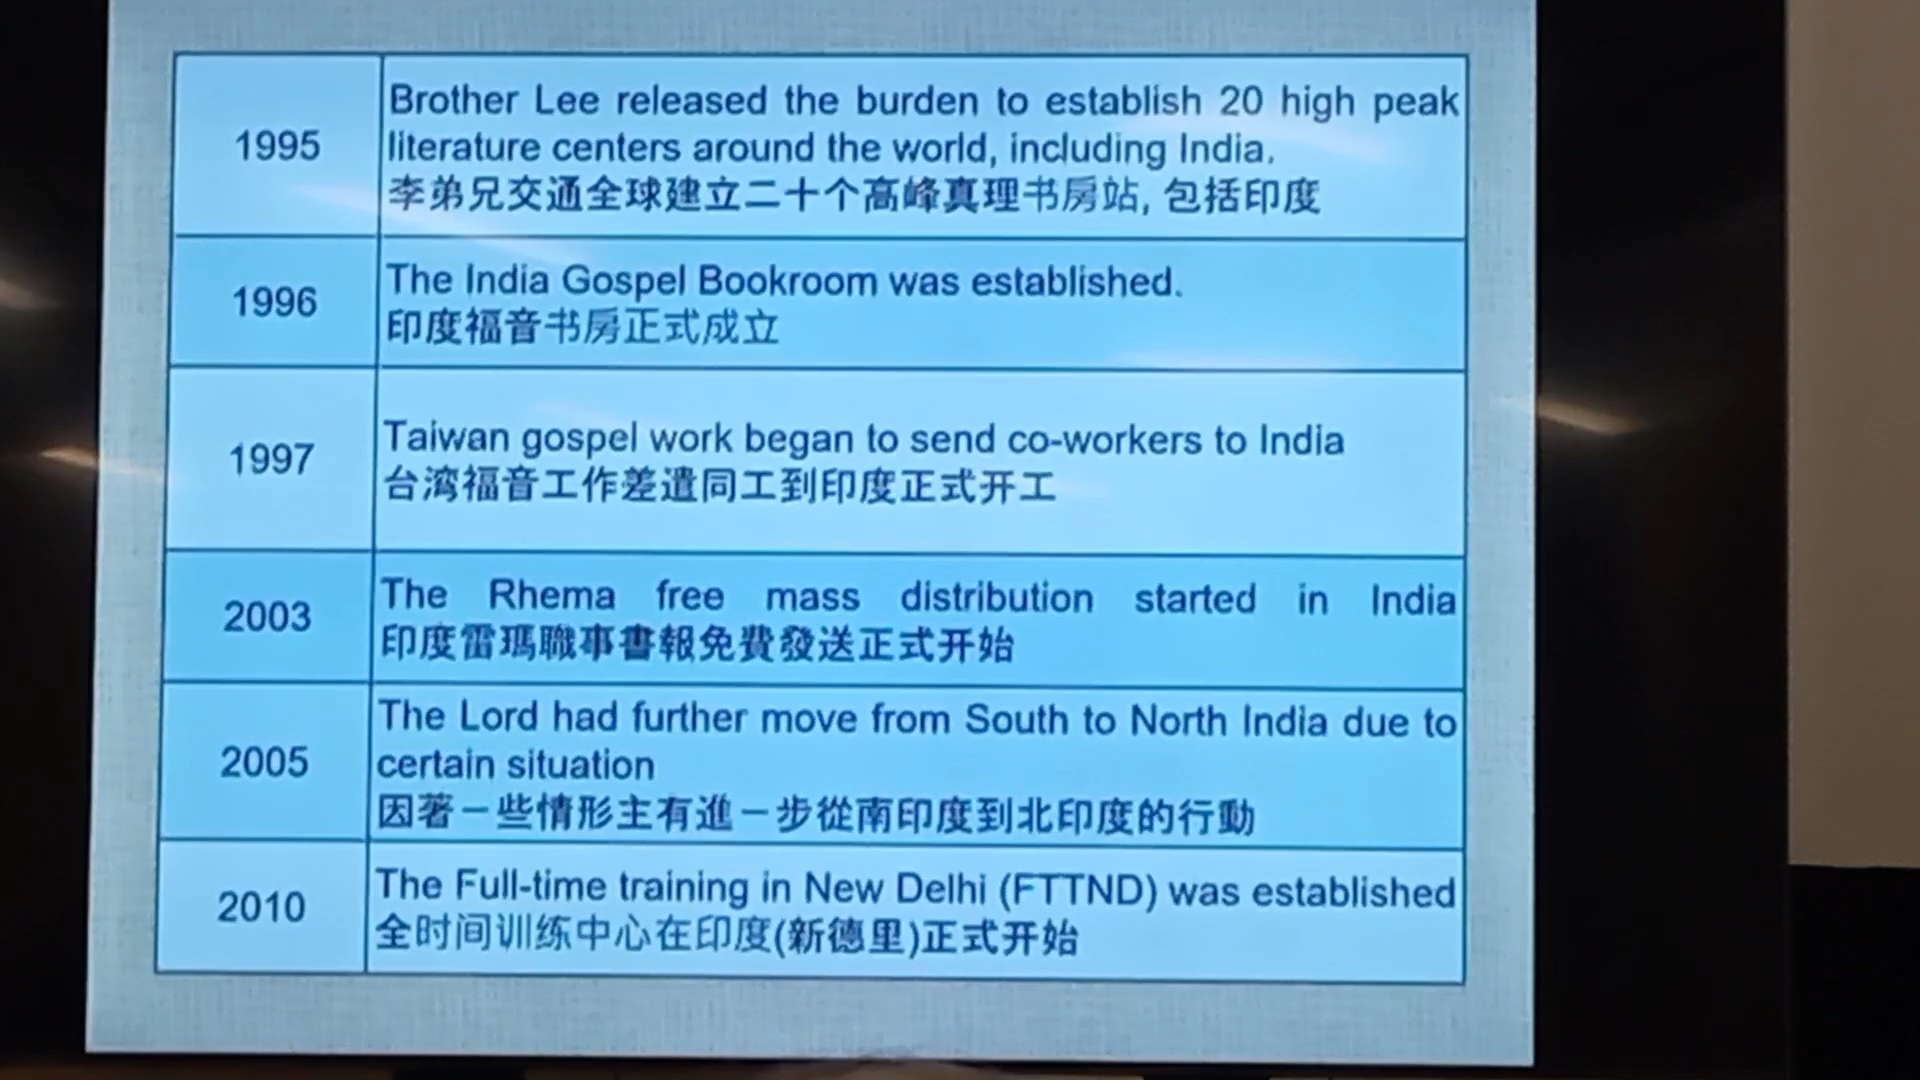 1995
Brother Lee released the burden to establish 20 high peak
literature centers around the world, including India.
李弟兄交通全球建立二十个高峰真理书房站, 包括印度
1996
The India Gospel Bookroom was established.
印度福音书房正式成立
1997
Taiwan gospel work began to send co-workers to India
台湾福音工作差遣同工到印度正式开工
2003
The Rhema free mass distribution started in India
印度雷瑪職事書報免費發送正式开始
2005
The Lord had further move from South to North India due to
certain situation
因著一些情形主有進一步從南印度到北印度的行動
2010
The Full-time training in New Delhi (FTTND) was established
全时间训练中心在印度(新德里)正式开始